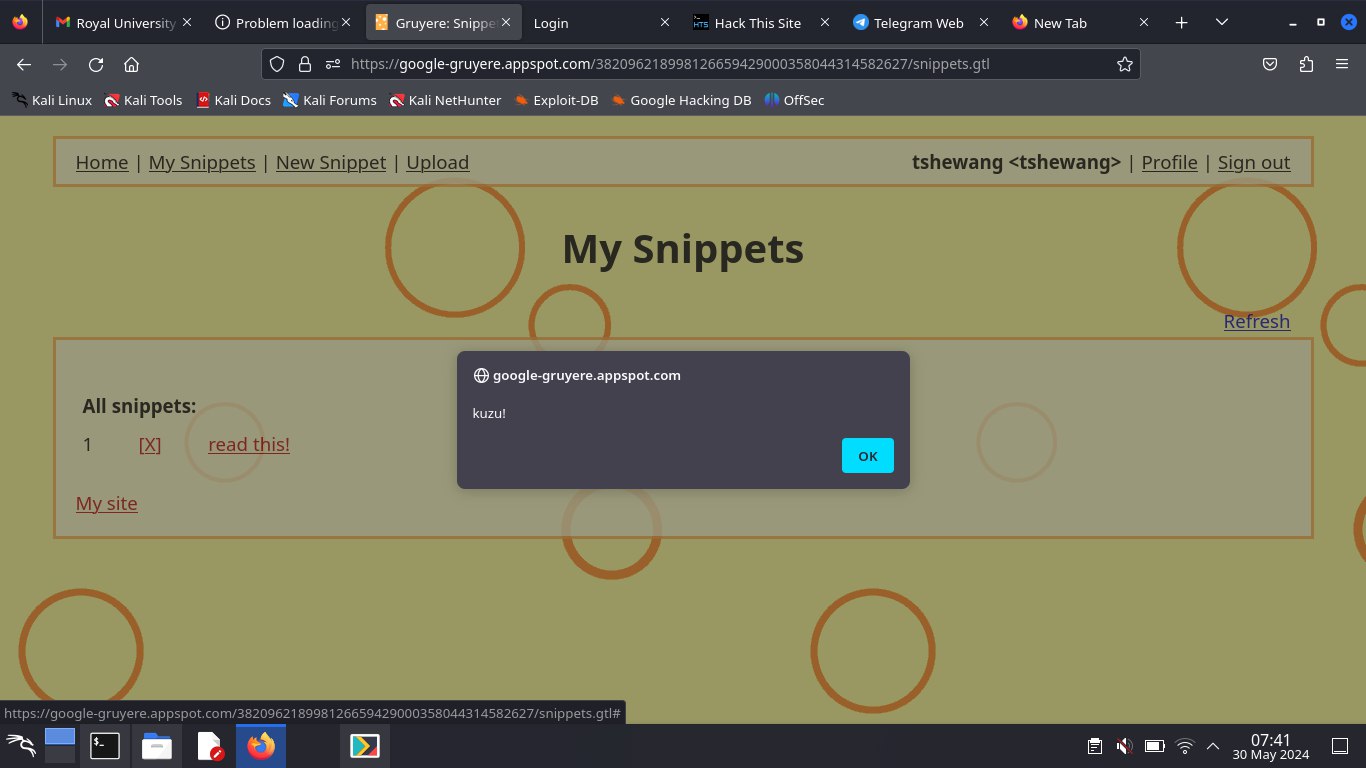 Royal University
Problem loading
Gruyere: Snippe
Login
Hack This Site
Telegram Web
New Tab
https://google-gruyere.appspot.com/382096218998126659429000358044314582627/snippets.gtl
Kali Linux
Kali Tools
Kali Docs
Kali Forums
Kali NetHunter
Exploit-DB
Google Hacking DB
OffSec
Home | My Snippets | New Snippet | Upload
tshewang <tshewang> | Profile | Sign out
My Snippets
Refresh
google-gruyere.appspot.com
kuzu!
OK
All snippets:
1 [X] read this!
My site
https://google-gruyere.appspot.com/382096218998126659429000358044314582627/snippets.gtl#
07:41
30 May 2024